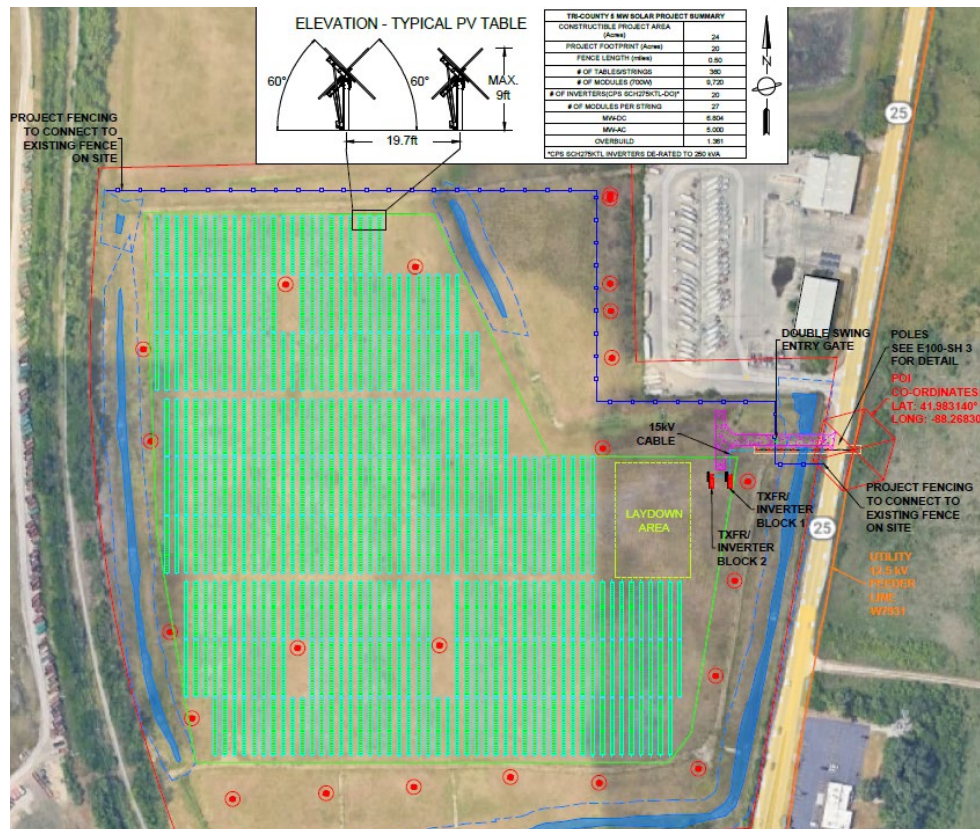 ELEVATION - TYPICAL PV TABLE
60°
60°
MAX.
9ft
19.7ft
TRI-COUNTY 5 MW SOLAR PROJECT SUMMARY
CONSTRUCTIBLE PROJECT AREA (Acres) 24
PROJECT FOOTPRINT (Acres) 20
FENCE LENGTH (miles) 0.50
# OF TABLES/STRINGS 360
# OF MODULES (700W) 9,720
# OF INVERTERS(CPS SCH275KTL-DO)* 20
# OF MODULES PER STRING 27
MW-DC 6.804
MW-AC 5.000
OVERBUILD 1.361
*CPS SCH275KTL INVERTERS DE-RATED TO 250 kVA
N
25
PROJECT FENCING
TO CONNECT TO
EXISTING FENCE
ON SITE
DOUBLE SWING
ENTRY GATE
POLES
SEE E100-SH 3
FOR DETAIL
POI
CO-ORDINATES
LAT: 41.983140°
LONG: -88.26830
15kV
CABLE
LAYDOWN
AREA
TXFR/
INVERTER
BLOCK 1
TXFR/
INVERTER
BLOCK 2
PROJECT FENCING
TO CONNECT TO
EXISTING FENCE
ON SITE
25
UTILITY
12.5 kV
FEEDER
LINE